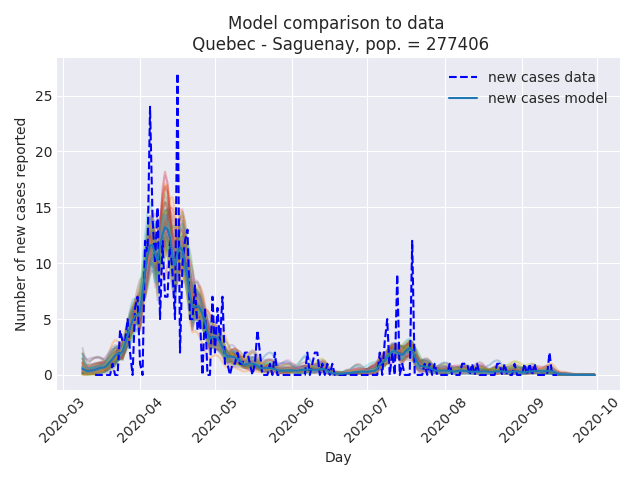 Model comparison to data
Quebec - Saguenay, pop. = 277406
new cases data
new cases model
Number of new cases reported
25
20
15
10
5
0
2020-03
2020-04
2020-05
2020-06
2020-07
2020-08
2020-09
2020-10
Day